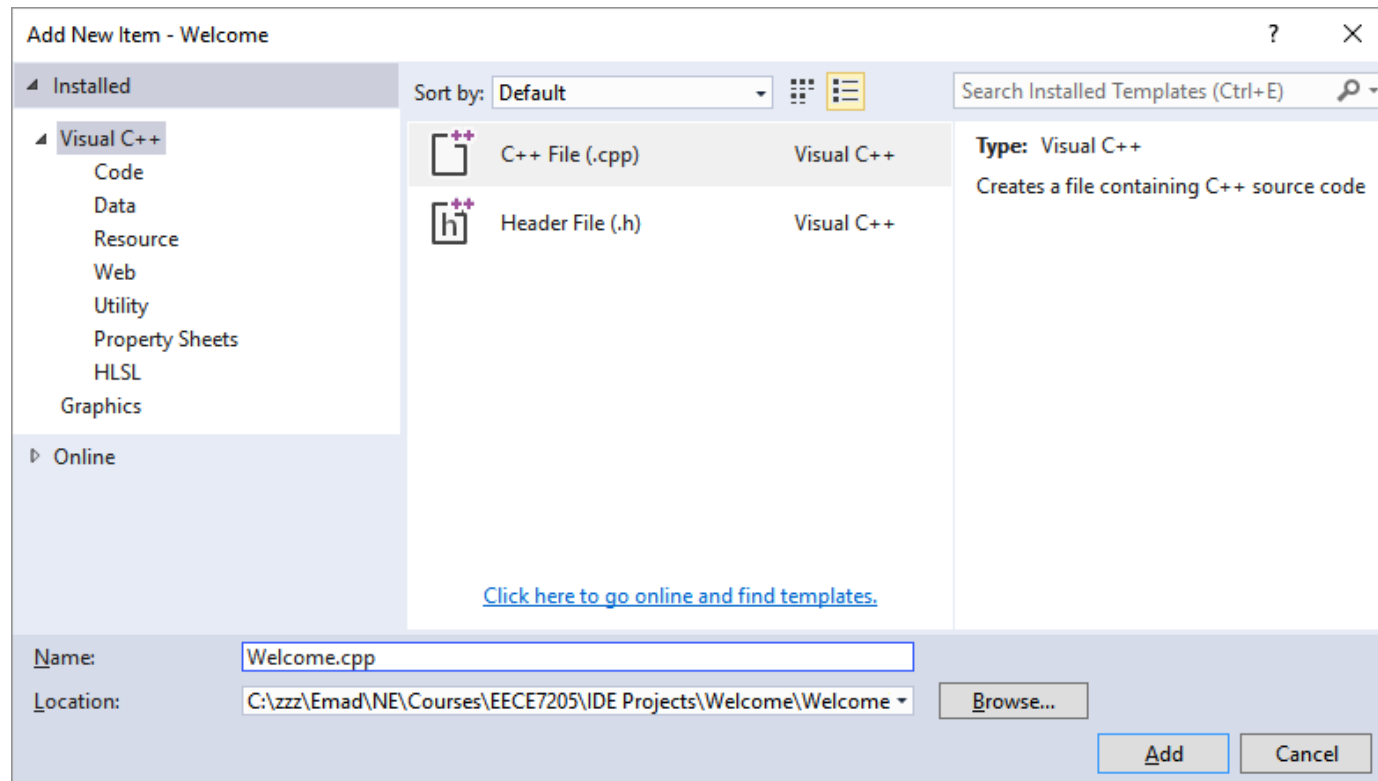 Add New Item - Welcome
?
Installed
Sort by: Default
Search Installed Templates (Ctrl+E)
Visual C++
Code
Data
Resource
Web
Utility
Property Sheets
HLSL
Graphics
Online
C++ File (.cpp) Visual C++
Header File (.h) Visual C++
Click here to go online and find templates.
Type: Visual C++
Creates a file containing C++ source code
Name: Welcome.cpp
Location: C:\zzz\Emad\NE\Courses\EECE7205\IDE Projects\Welcome\Welcome
Browse...
Add Cancel